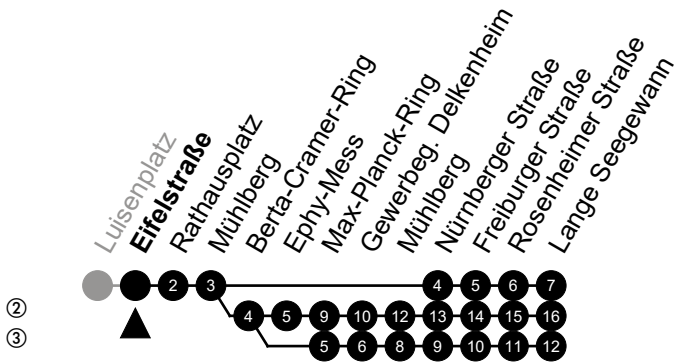 Luisenplatz
Eifelstraße
Rathausplatz
Mühlberg
Berta-Cramer-Ring
Ephy-Mess
Max-Planck-Ring
Gewerbeg. Delkenheim
Mühlberg
Nürnberger Straße
Freiburger Straße
Rosenheimer Straße
Lange Seegewann
2 3 4 5 6 7
② 4 5 9 10 12 13 14 15 16
③ 5 6 8 9 10 11 12